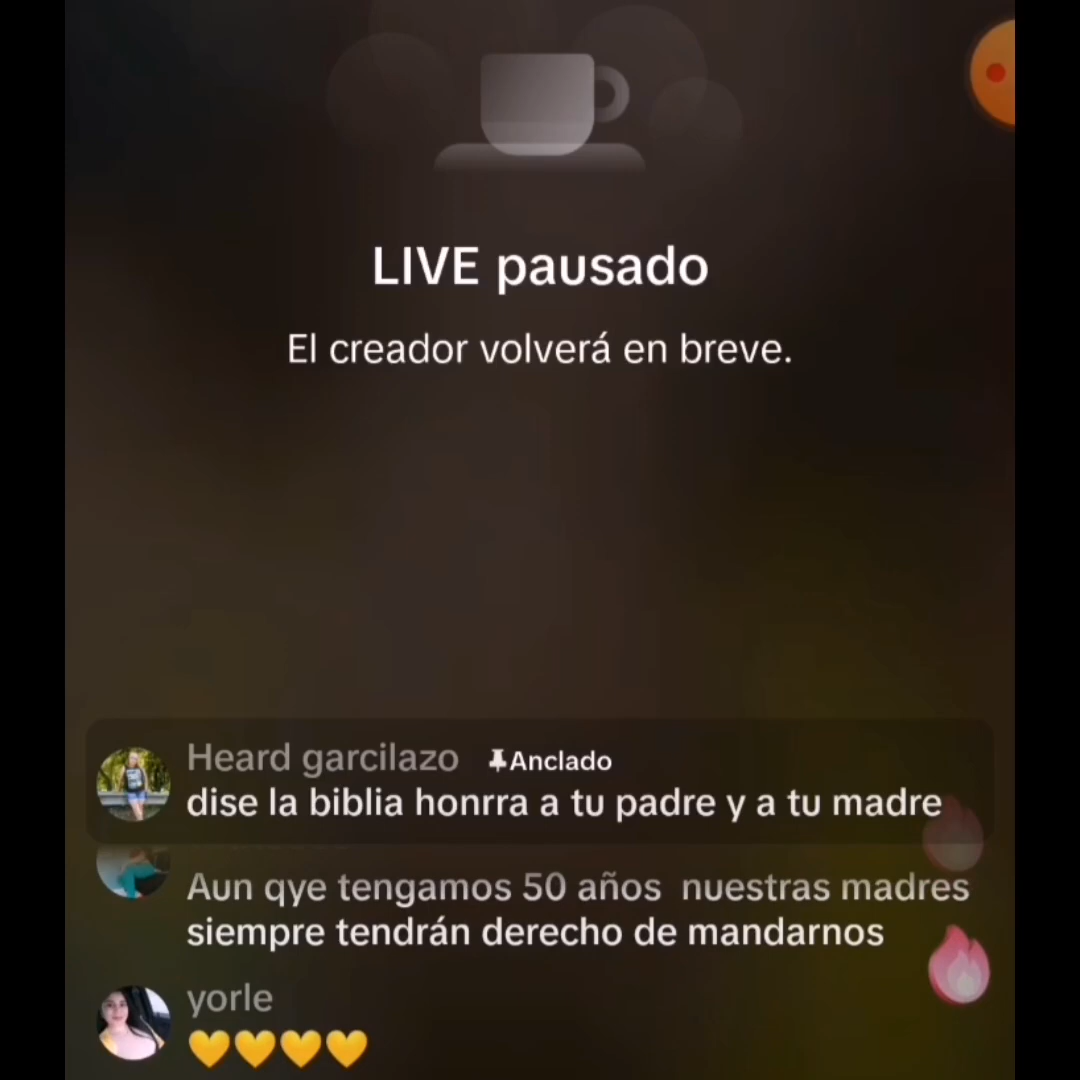 LIVE pausado
El creador volverá en breve.
Heard garcilazo Anclado
dise la biblia honrra a tu padre y a tu madre
Aun qye tengamos 50 años nuestras madres
siempre tendrán derecho de mandarnos
yorle
💛💛💛💛